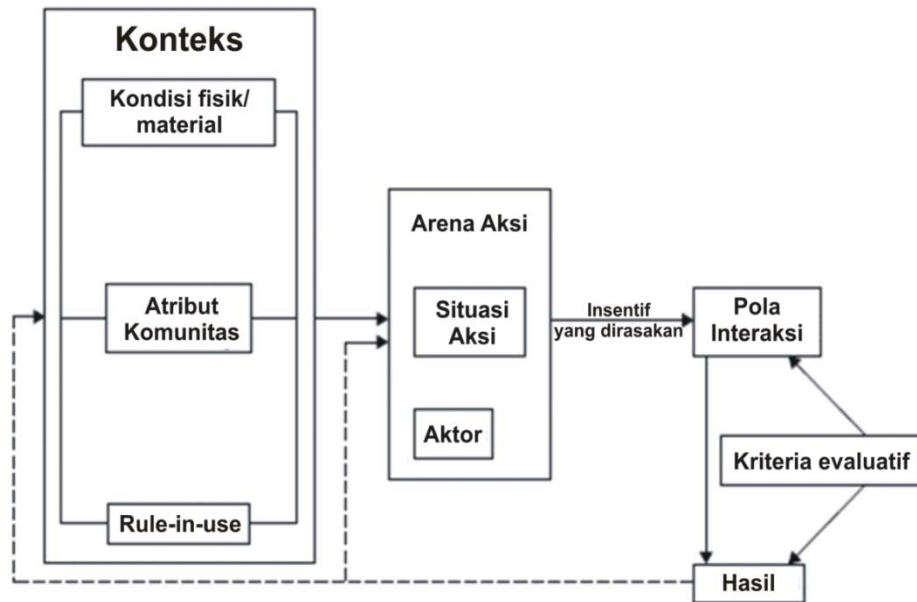 Konteks
Kondisi fisik/
material
Atribut
Komunitas
Rule-in-use
Arena Aksi
Situasi
Aksi
Aktor
Insentif
yang dirasakan
Pola
Interaksi
Kriteria evaluatif
Hasil